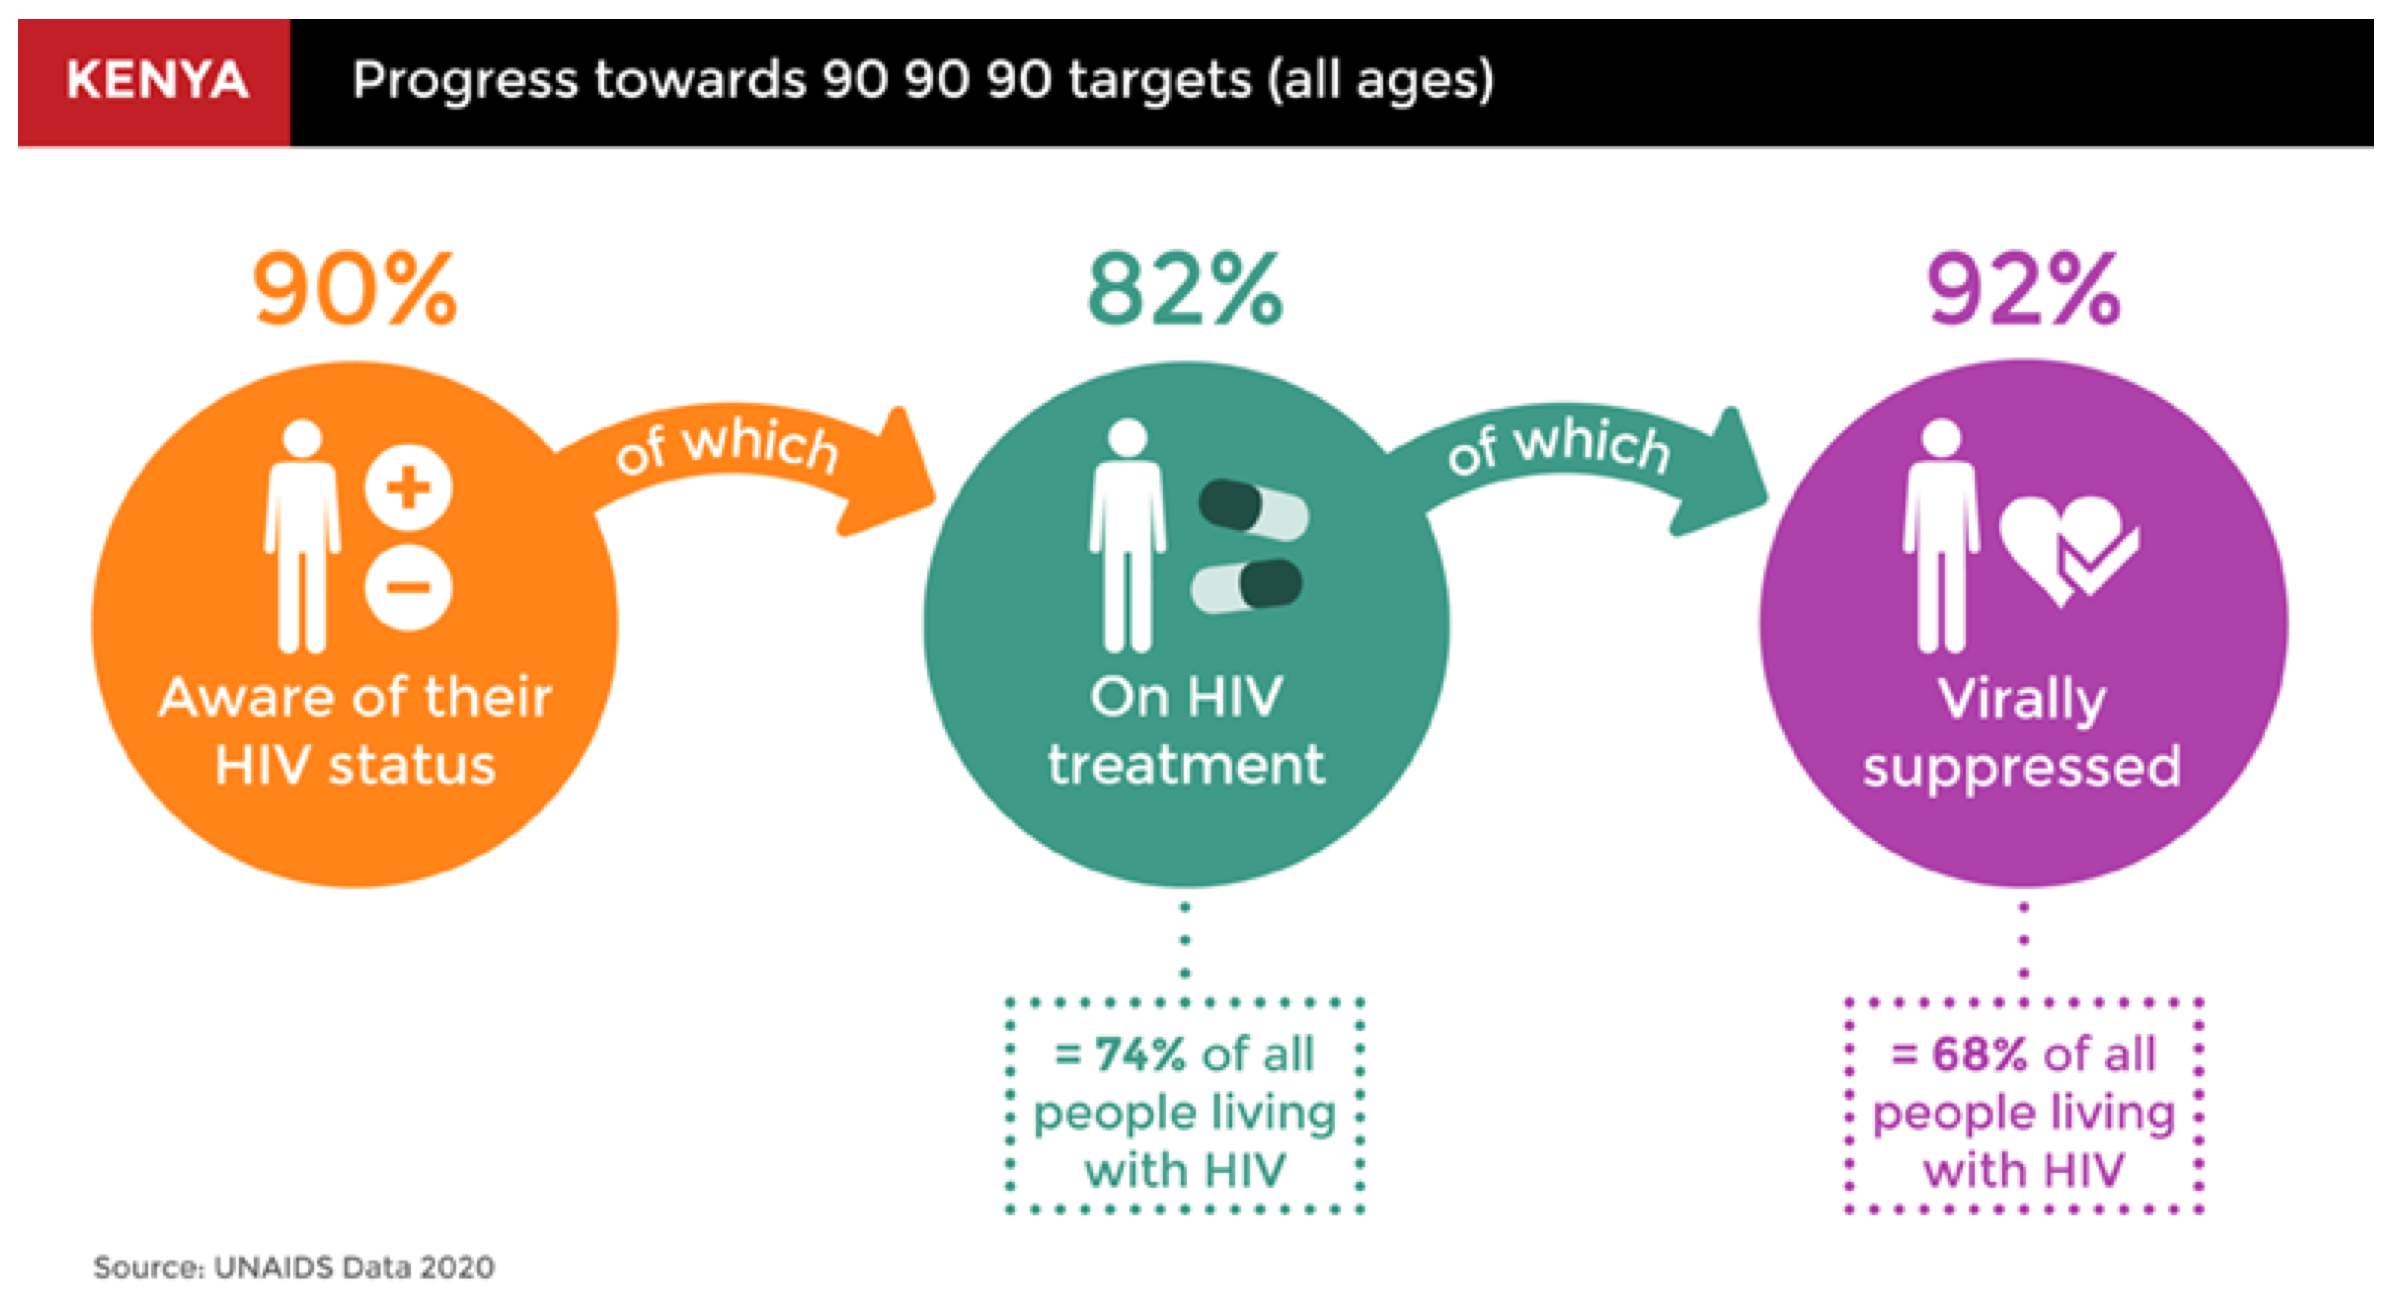 KENYA Progress towards 90 90 90 targets (all ages)
90%
of which
Aware of their
HIV status
82%
of which
On HIV
treatment
= 74% of all
people living
with HIV
92%
Virally
suppressed
= 68% of all
people living
with HIV
Source: UNAIDS Data 2020